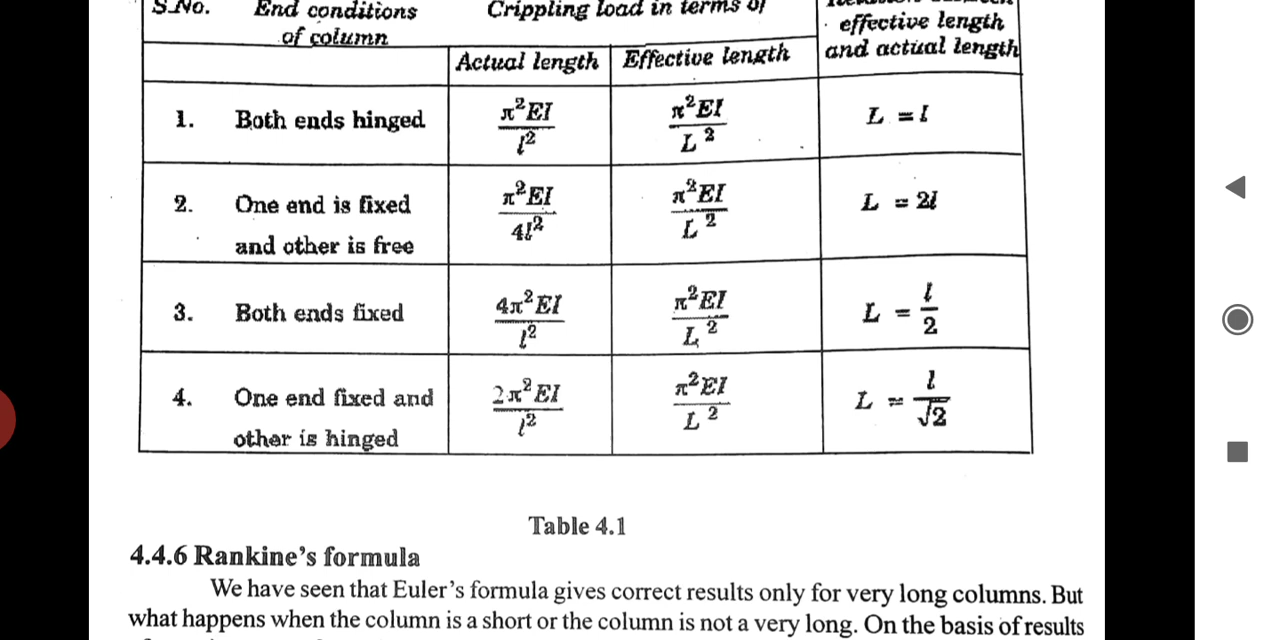 S.No. End conditions of column Crippling load in terms of effective length and actual length
Actual length Effective length
1. Both ends hinged π²EI/l² π²EI/L² L = l
2. One end is fixed and other is free π²EI/4l² π²EI/L² L = 2l
3. Both ends fixed 4π²EI/l² π²EI/L² L = l/2
4. One end fixed and other is hinged 2π²EI/l² π²EI/L² L = l/√2
Table 4.1
4.4.6 Rankine's formula
We have seen that Euler's formula gives correct results only for very long columns. But
what happens when the column is a short or the column is not a very long. On the basis of results